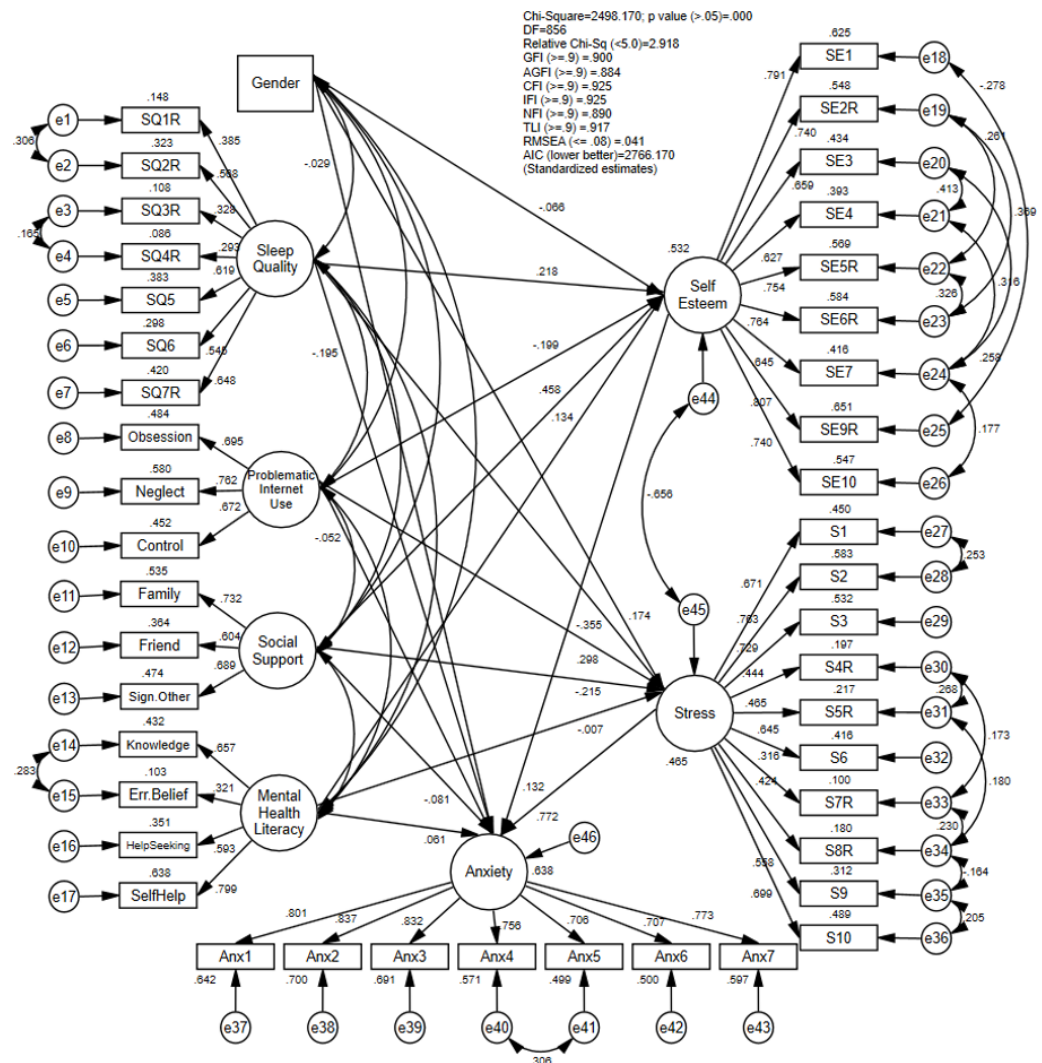 Chi-Square=2498.170; p value (>.05)=.000
DF=856
Relative Chi-Sq (<5.0)=2.918
GFI (>=.9) =.900
AGFI (>=.9) =.884
CFI (>=.9) =.925
IFI (>=.9) =.925
NFI (>=.9) =.890
TLI (>=.9) =.917
RMSEA (<= .08) =.041
AIC (lower better)=2766.170
(Standardized estimates)
Gender
.148
e1
SQ1R
.385
.306
.323
e2
SQ2R
.568
.108
e3
SQ3R
.328
.165
.086
e4
SQ4R
.293
.383
.619
e5
SQ5
.298
e6
SQ6
.545
.420
e7
SQ7R
.648
Sleep
Quality
.484
e8
Obsession
.695
.580
e9
Neglect
.762
.452
.672
e10
Control
Problematic
Internet
Use
.535
e11
Family
.732
.364
e12
Friend
.604
.474
.689
e13
Sign.Other
Social
Support
.432
e14
Knowledge
.657
.283
.103
e15
Err.Belief
.321
.351
e16
HelpSeeking
.593
.638
e17
SelfHelp
.799
Mental
Health
Literacy
-.029
-.066
.218
-.195
-.199
.458
.134
-.052
.174
-.355
.298
-.215
-.007
-.081
.132
.772
.061
.532
Self
Esteem
e44
-.656
e45
Stress
.465
e46
Anxiety
.638
.625
SE1
e18
.791
-.278
.548
SE2R
e19
.740
.261
.434
SE3
e20
.659
.413
.393
SE4
e21
.627
.369
.569
SE5R
e22
.754
.316
.326
.584
SE6R
e23
.764
.416
SE7
e24
.645
.258
.651
SE9R
e25
.807
.177
.547
SE10
e26
.740
.450
S1
e27
.671
.253
.583
S2
e28
.763
.532
S3
e29
.729
.197
S4R
e30
.444
.268
.217
S5R
e31
.465
.173
.416
S6
e32
.645
.180
.100
S7R
e33
.316
.230
.180
S8R
e34
.424
-.164
.312
S9
e35
.558
.205
.489
S10
e36
.699
.801
.837
.832
.756
.706
.707
.773
Anx1
Anx2
Anx3
Anx4
Anx5
Anx6
Anx7
.642
.700
.691
.571
.499
.500
.597
e37
e38
e39
e40
e41
e42
e43
.306